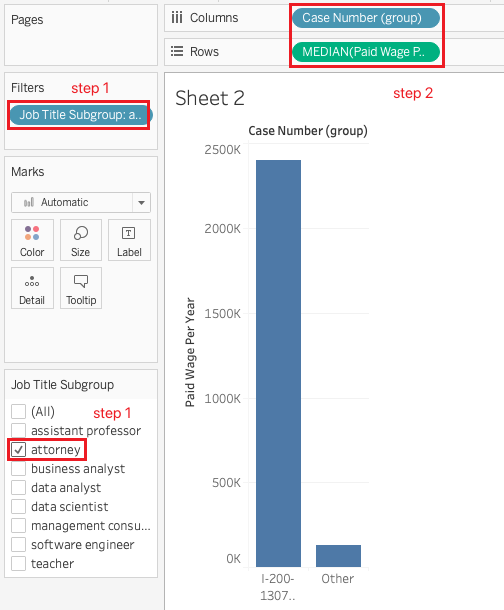 Pages
Columns
Case Number (group)
Rows
MEDIAN(Paid Wage P..
Filters
step 1
Job Title Subgroup: a..
step 2
Sheet 2
Marks
Automatic
Color
Size
Label
Detail
Tooltip
Job Title Subgroup
(All)
step 1
assistant professor
attorney
business analyst
data analyst
data scientist
management consu...
software engineer
teacher
Case Number (group)
2500K
2000K
1500K
1000K
500K
0K
Paid Wage Per Year
I-200-
1307..
Other